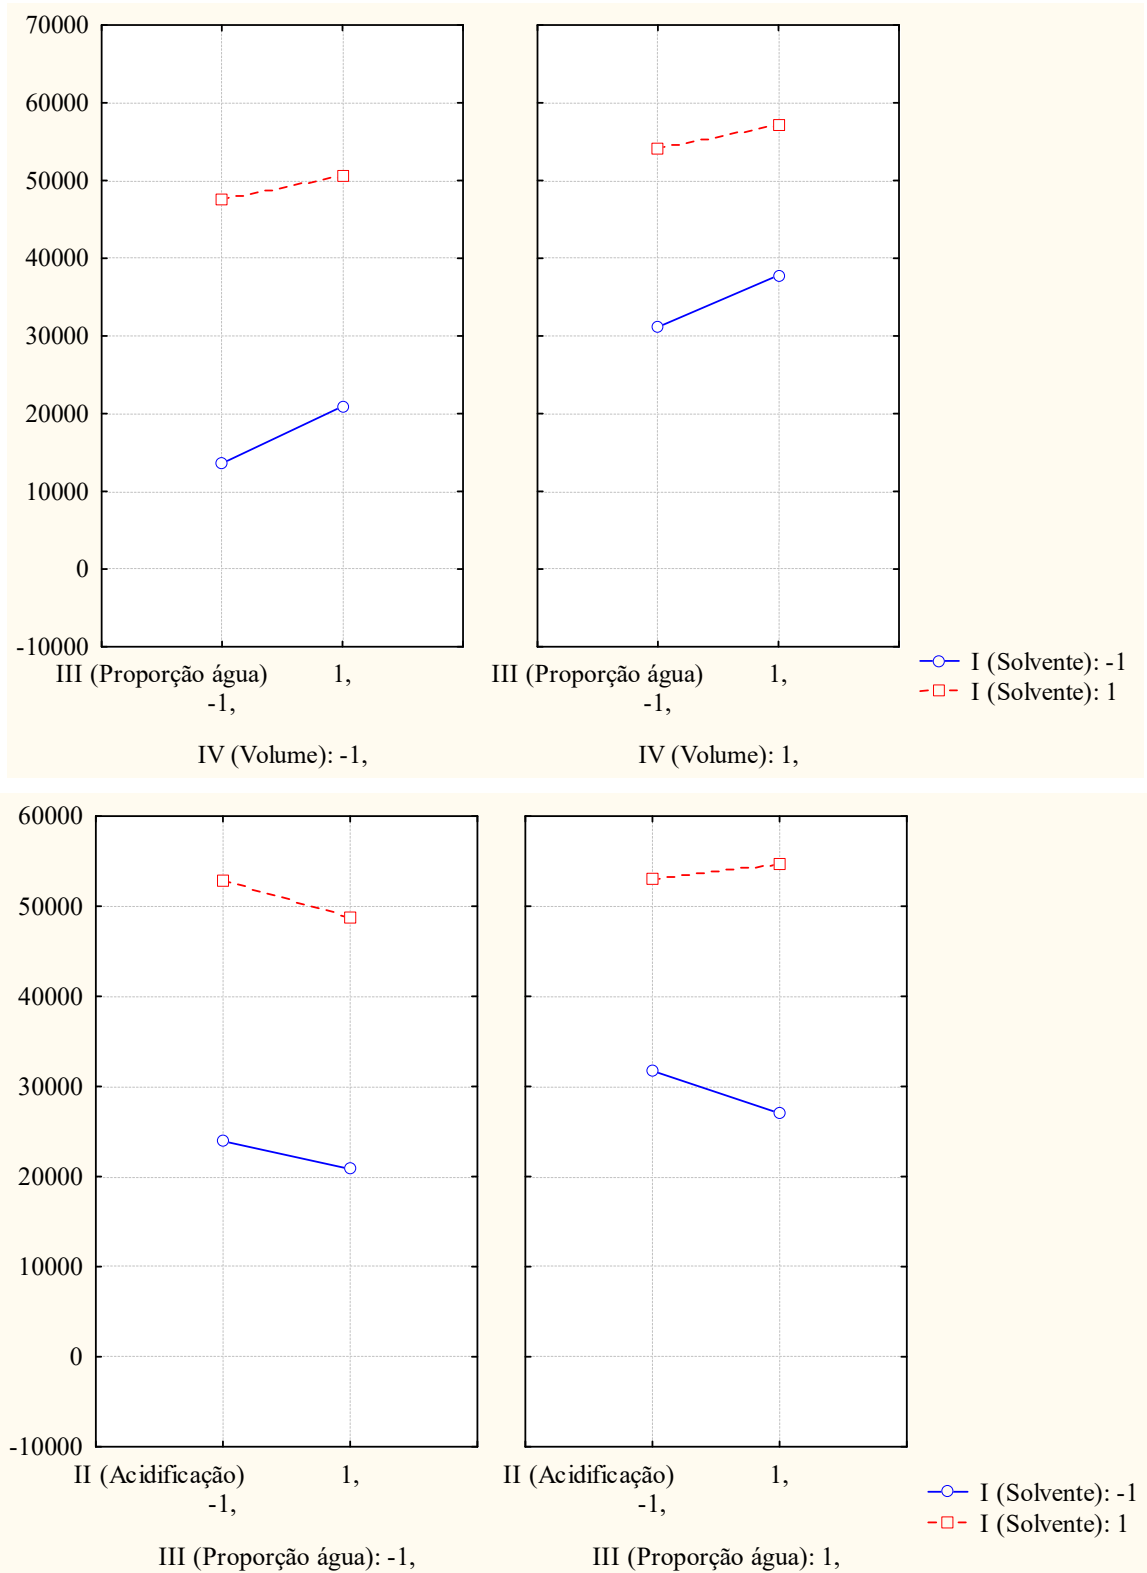 70000
60000
50000
40000
30000
20000
10000
0
-10000
III (Proporção água) 1,
-1,
IV (Volume): -1,
III (Proporção água) 1,
-1,
IV (Volume): 1,
I (Solvente): -1
I (Solvente): 1
60000
50000
40000
30000
20000
10000
0
-10000
II (Acidificação) 1,
-1,
III (Proporção água): -1,
II (Acidificação) 1,
-1,
III (Proporção água): 1,
I (Solvente): -1
I (Solvente): 1